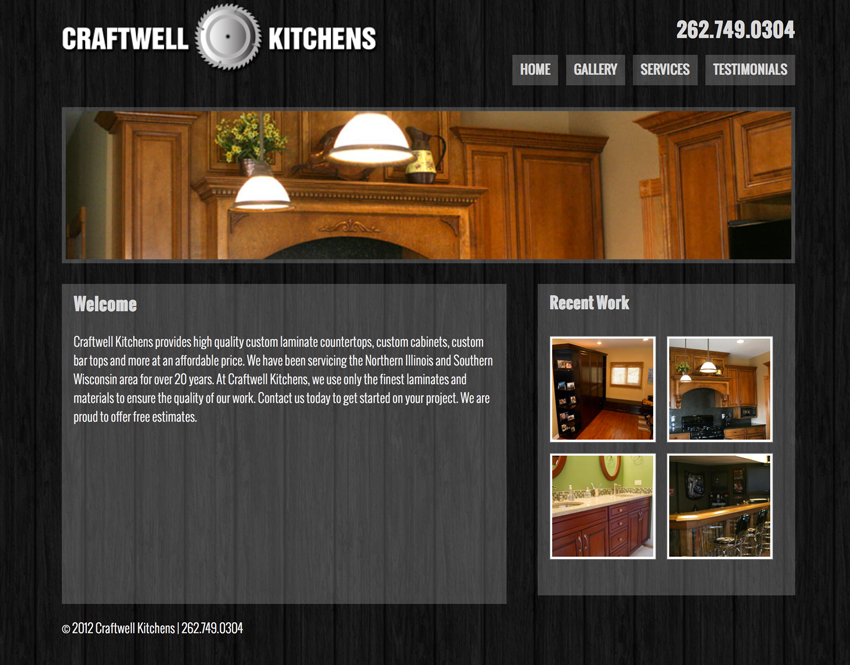 CRAFTWELL KITCHENS
262.749.0304
HOME GALLERY SERVICES TESTIMONIALS
Welcome
Craftwell Kitchens provides high quality custom laminate countertops, custom cabinets, custom
bar tops and more at an affordable price. We have been servicing the Northern Illinois and Southern
Wisconsin area for over 20 years. At Craftwell Kitchens, we use only the finest laminates and
materials to ensure the quality of our work. Contact us today to get started on your project. We are
proud to offer free estimates.
Recent Work
© 2012 Craftwell Kitchens | 262.749.0304